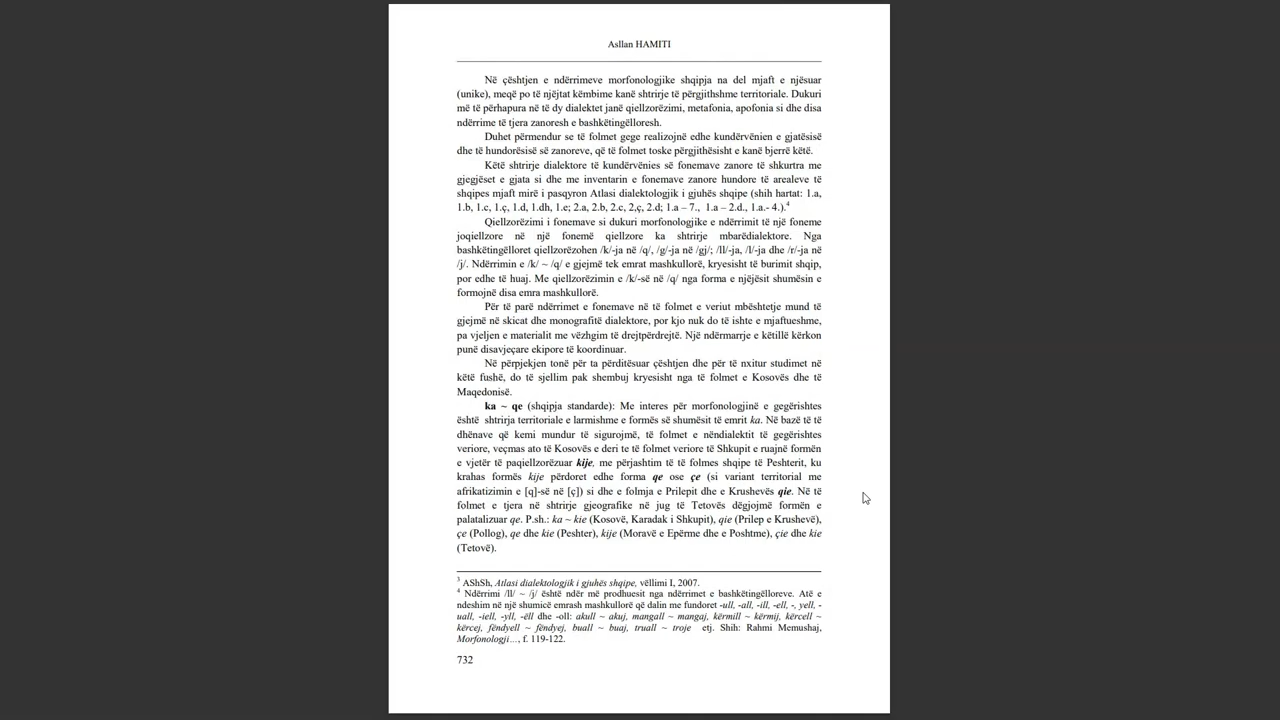 Asllan HAMITI
Në çështjen e ndërrimeve morfonologjike shqipja na del mjaft e njësuar
(unike), meqë po të njëjtat këmbime kanë shtrirje të përgjithshme territoriale. Dukuri
më të përhapura në të dy dialektet janë qiellzorëzimi, metafonia, apofonia si dhe disa
ndërrime të tjera zanoresh e bashkëtingëlloresh.
Duhet përmendur se të folmet gege realizojnë edhe kundërvënien e gjatësisë
dhe të hundorësisë së zanoreve, që të folmet toske përgjithësisht e kanë bjerrë këtë.
Këtë shtrirje dialektore të kundërvënies së fonemave zanore të shkurtra me
gjegjëset e gjata si dhe me inventarin e fonemave zanore hundore të arealeve të
shqipes mjaft mirë i pasqyron Atlasi dialektologjik i gjuhës shqipe (shih hartat: 1.a,
1.b, 1.c, 1.ç, 1.d, 1.dh, 1.e; 2.a, 2.b, 2.c, 2,ç, 2.d; 1.a – 7., 1.a – 2.d., 1.a.- 4.).4
Qiellzorëzimi i fonemave si dukuri morfonologjike e ndërrimit të një foneme
joqiellzore në një fonemë qiellzore ka shtrirje mbarëdialektore. Nga
bashkëtingëlloret qiellzorëzohen /k/-ja në /q/, /g/-ja në /gj/; /ll/-ja, /l/-ja dhe /r/-ja në
/j/. Ndërrimin e /k/ ~ /q/ e gjejmë tek emrat mashkullorë, kryesisht të burimit shqip,
por edhe të huaj. Me qiellzorëzimin e /k/-së në /q/ nga forma e njëjësit shumësin e
formojnë disa emra mashkullorë.
Për të parë ndërrimet e fonemave në të folmet e veriut mbështetje mund të
gjejmë në skicat dhe monografitë dialektore, por kjo nuk do të ishte e mjaftueshme,
pa vjeljen e materialit me vëzhgim të drejtpërdrejtë. Një ndërmarrje e këtillë kërkon
punë disavjeçare ekipore të koordinuar.
Në përpjekjen tonë për ta përditësuar çështjen dhe për të nxitur studimet në
këtë fushë, do të sjellim pak shembuj kryesisht nga të folmet e Kosovës dhe të
Maqedonisë.
ka ~ qe (shqipja standarde): Me interes për morfonologjinë e gegërishtes
është shtrirja territoriale e larmishme e formës së shumësit të emrit ka. Në bazë të të
dhënave që kemi mundur të sigurojmë, të folmet e nëndialektit të gegërishtes
veriore, veçmas ato të Kosovës e deri te të folmet veriore të Shkupit e ruajnë formën
e vjetër të paqiellzorëzuar kije, me përjashtim të të folmes shqipe të Peshterit, ku
krahas formës kije përdoret edhe forma qe ose çe (si variant territorial me
afrikatizimin e [q]-së në [ç]) si dhe e folmja e Prilepit dhe e Krushevës qie. Në të
folmet e tjera në shtrirje gjeografike në jug të Tetovës dëgjojmë formën e
palatalizuar qe. P.sh.: ka ~ kie (Kosovë, Karadak i Shkupit), qie (Prilep e Krushevë),
çe (Pollog), qe dhe kie (Peshter), kije (Moravë e Epërme dhe e Poshtme), çie dhe kie
(Tetovë).
3 AShSh, Atlasi dialektologjik i gjuhës shqipe, vëllimi I, 2007.
4 Ndërrimi /ll/ ~ /j/ është ndër më prodhuesit nga ndërrimet e bashkëtingëlloreve. Atë e
ndeshim në një shumicë emrash mashkullorë që dalin me fundoret -ull, -all, -ill, -ell, -, yell, -
uall, -iell, -yll, -ëll dhe -oll: akull ~ akuj, mangall ~ mangaj, kërmill ~ kërmij, kërcell ~
kërcej, fëndyell ~ fëndyej, buall ~ buaj, truall ~ troje etj. Shih: Rahmi Memushaj,
Morfonologji…, f. 119-122.
732